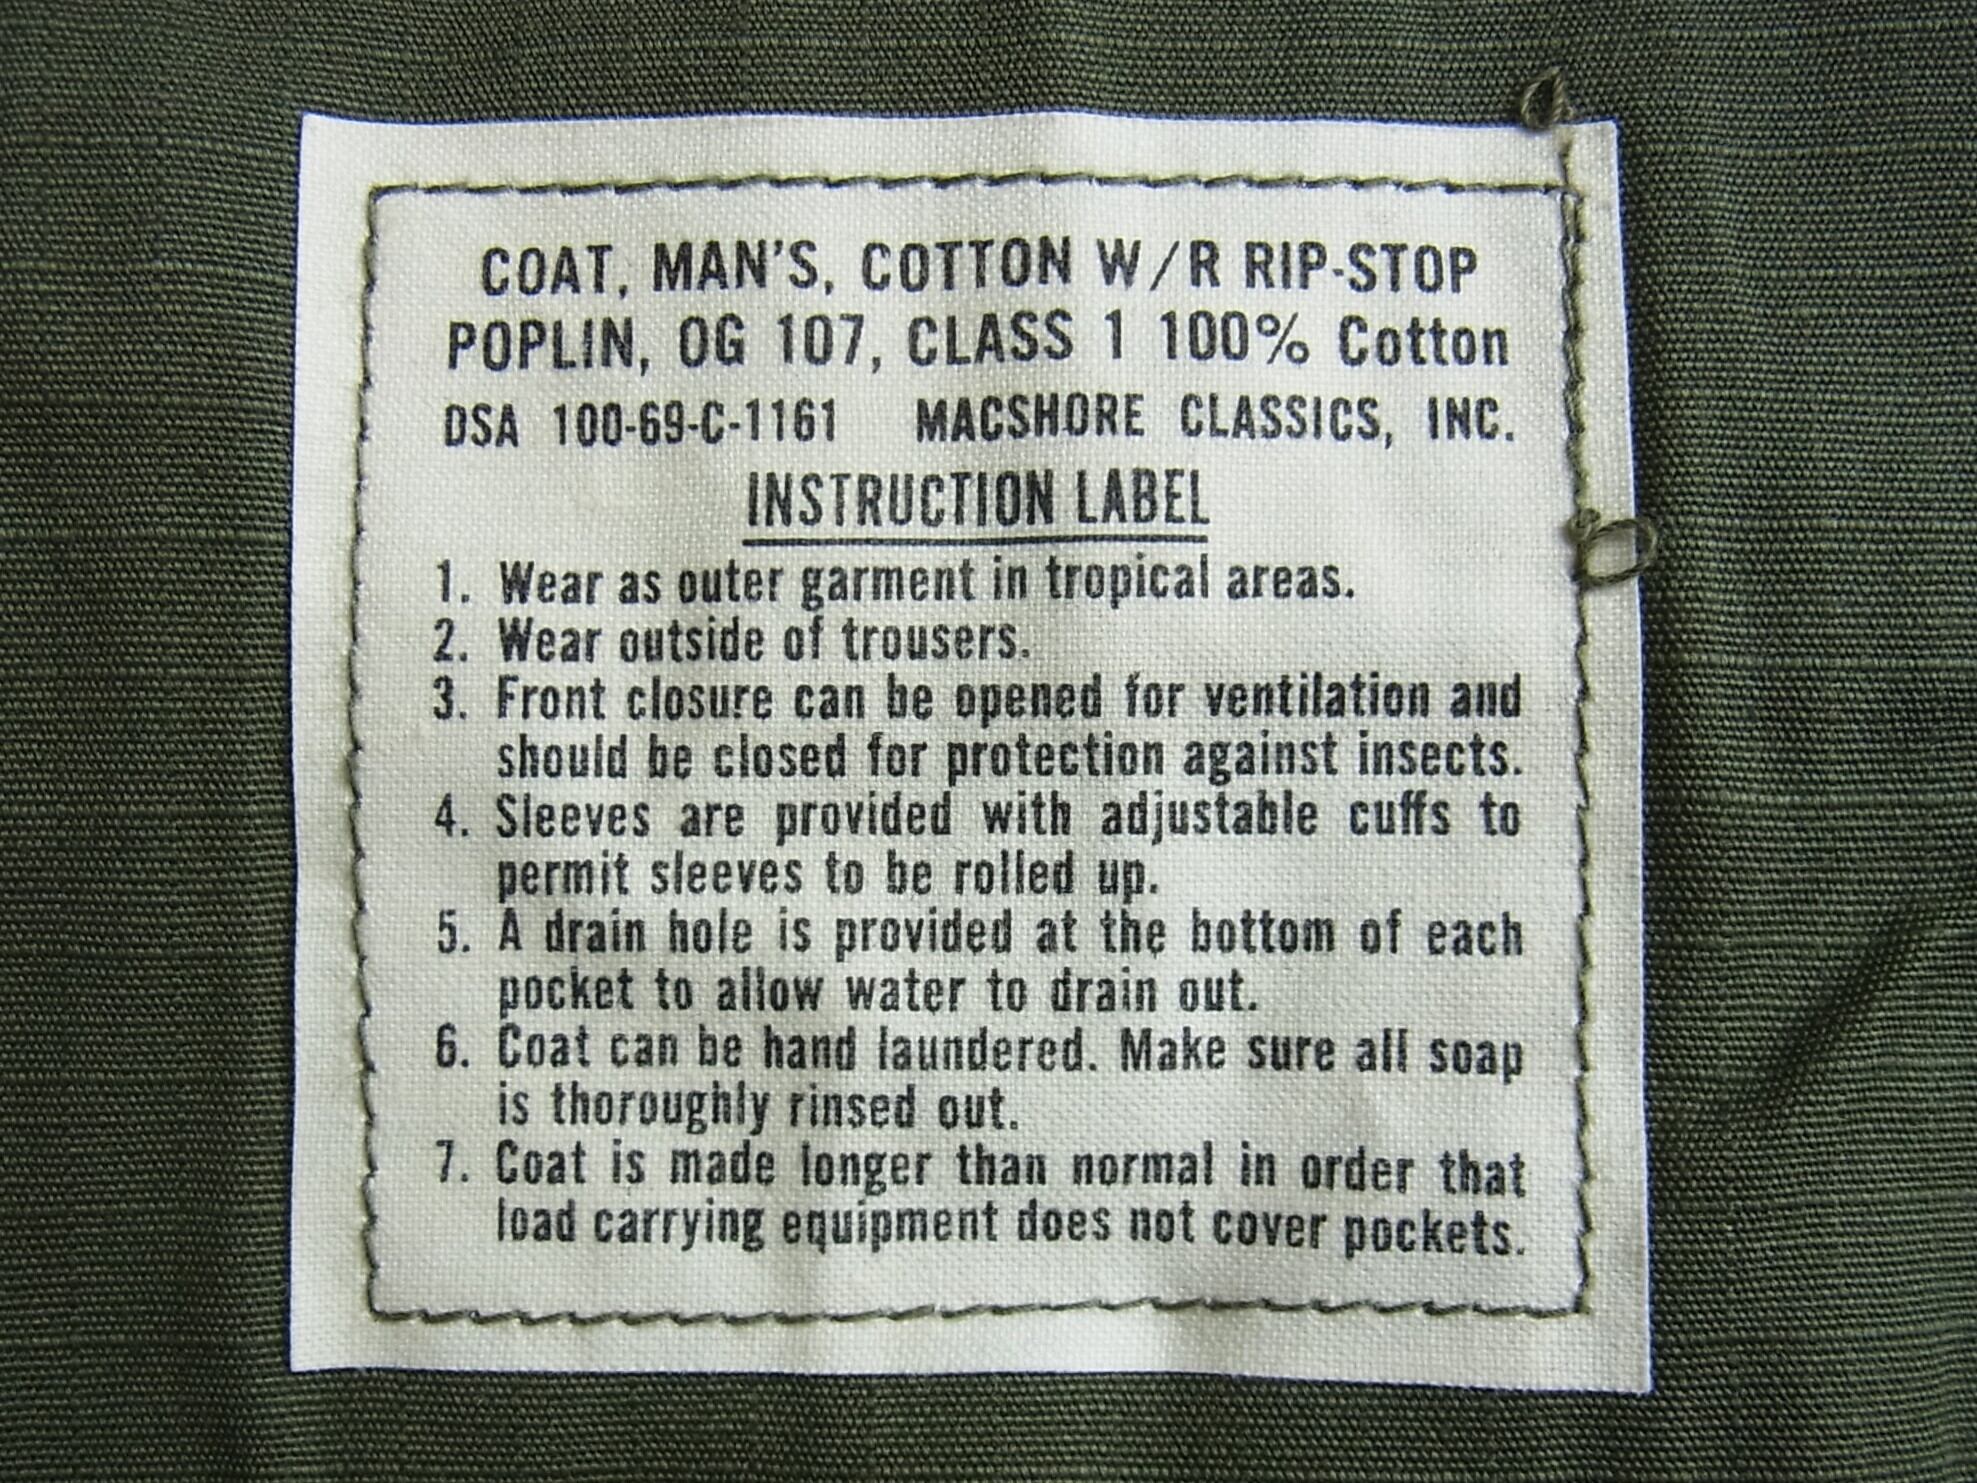 COAT, MAN'S, COTTON W/R RIP-STOP
POPLIN, OG 107, CLASS 1 100% Cotton
DSA 100-69-C-1161 MACSHORE CLASSICS, INC.
INSTRUCTION LABEL
1. Wear as outer garment in tropical areas.
2. Wear outside of trousers.
3. Front closure can be opened for ventilation and
should be closed for protection against insects.
4. Sleeves are provided with adjustable cuffs to
permit sleeves to be rolled up.
5. A drain hole is provided at the bottom of each
pocket to allow water to drain out.
6. Coat can be hand laundered. Make sure all soap
is thoroughly rinsed out.
7. Coat is made longer than normal in order that
load carrying equipment does not cover pockets.